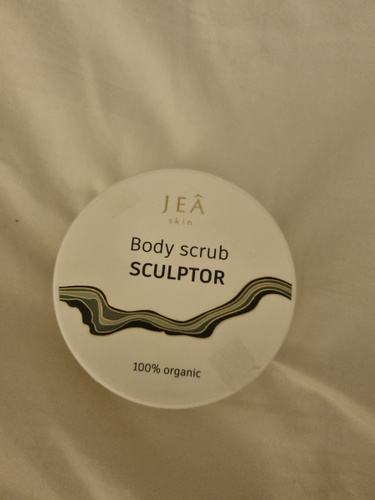 JEÂ
skin
Body scrub
SCULPTOR
100% organic